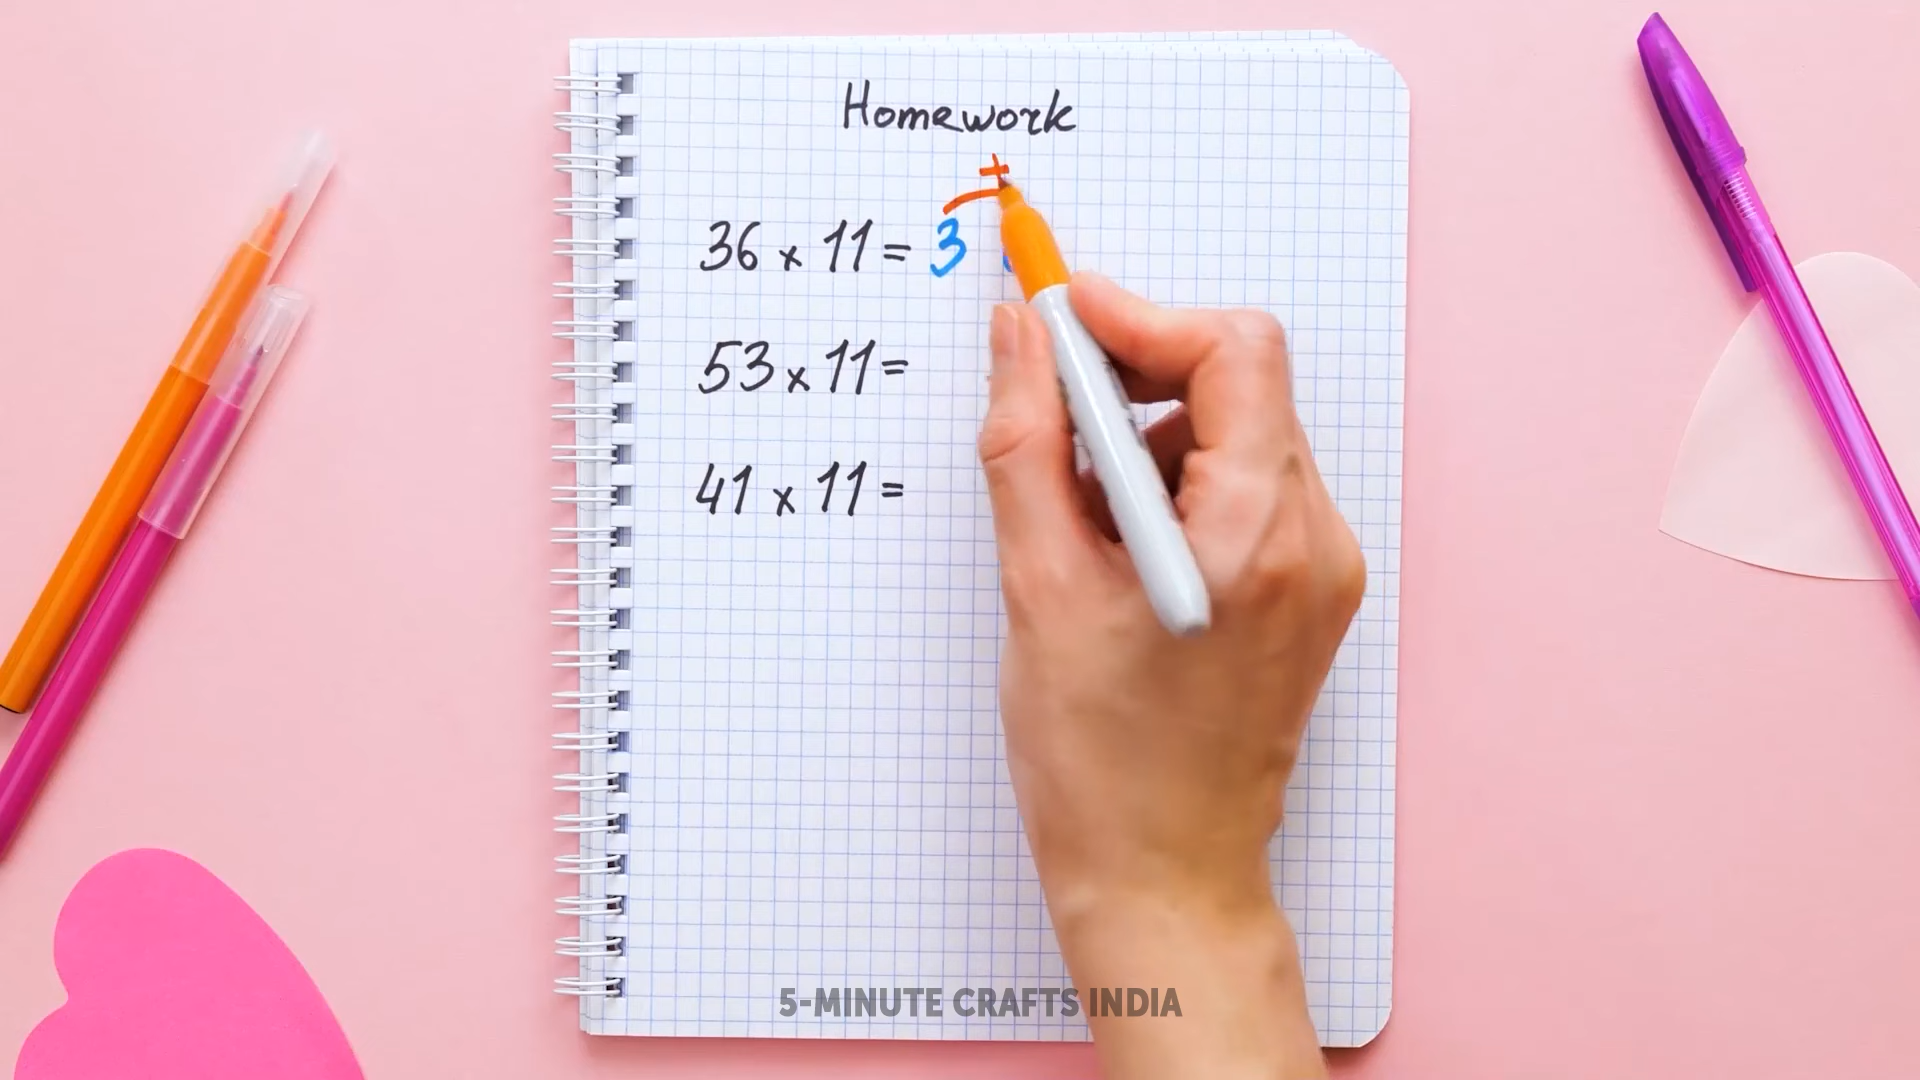 Homework
+
36 x 11 = 3
53 x 11 =
41 x 11 =
5-MINUTE CRAFTS INDIA